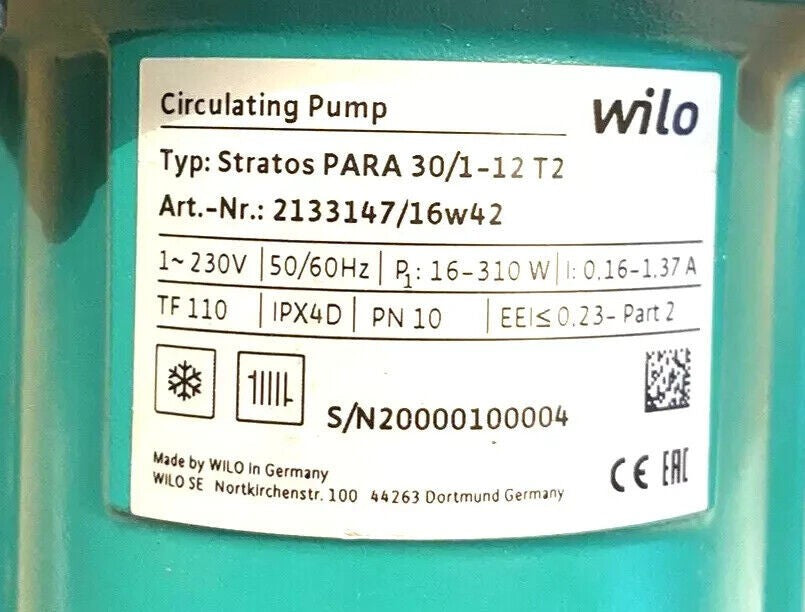 Circulating Pump
wilo
Typ: Stratos PARA 30/1-12 T2
Art.-Nr.: 2133147/16w42
1~230V | 50/60Hz | P1: 16-310 W | I: 0,16-1,37 A
TF 110 | IPX4D | PN 10 | EEI≤ 0,23- Part 2
S/N20000100004
Made by WILO in Germany
WILO SE Nortkirchenstr. 100 44263 Dortmund Germany
CE EAC